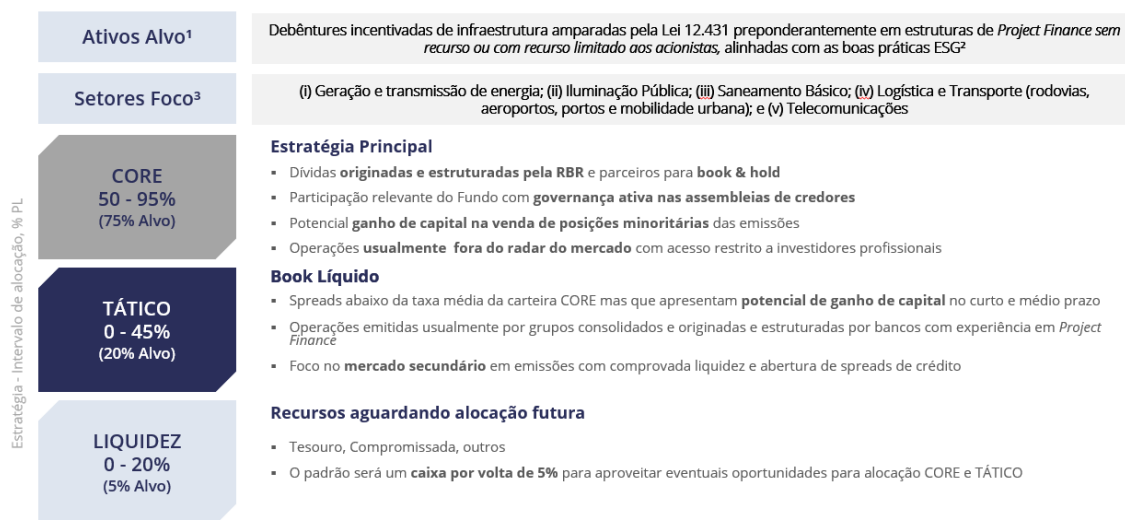 Ativos Alvo¹
Debêntures incentivadas de infraestrutura amparadas pela Lei 12.431 preponderantemente em estruturas de Project Finance sem
recurso ou com recurso limitado aos acionistas, alinhadas com as boas práticas ESG²
Setores Foco³
(i) Geração e transmissão de energia; (ii) Iluminação Pública; (iii) Saneamento Básico; (iv) Logística e Transporte (rodovias,
aeroportos, portos e mobilidade urbana); e (v) Telecomunicações
Estratégia - Intervalo de alocação, % PL
CORE
50 - 95%
(75% Alvo)
Estratégia Principal
▪ Dívidas originadas e estruturadas pela RBR e parceiros para book & hold
▪ Participação relevante do Fundo com governança ativa nas assembleias de credores
▪ Potencial ganho de capital na venda de posições minoritárias das emissões
▪ Operações usualmente fora do radar do mercado com acesso restrito a investidores profissionais
TÁTICO
0 - 45%
(20% Alvo)
Book Líquido
▪ Spreads abaixo da taxa média da carteira CORE mas que apresentam potencial de ganho de capital no curto e médio prazo
▪ Operações emitidas usualmente por grupos consolidados e originadas e estruturadas por bancos com experiência em Project
Finance
▪ Foco no mercado secundário em emissões com comprovada liquidez e abertura de spreads de crédito
LIQUIDEZ
0 - 20%
(5% Alvo)
Recursos aguardando alocação futura
▪ Tesouro, Compromissada, outros
▪ O padrão será um caixa por volta de 5% para aproveitar eventuais oportunidades para alocação CORE e TÁTICO